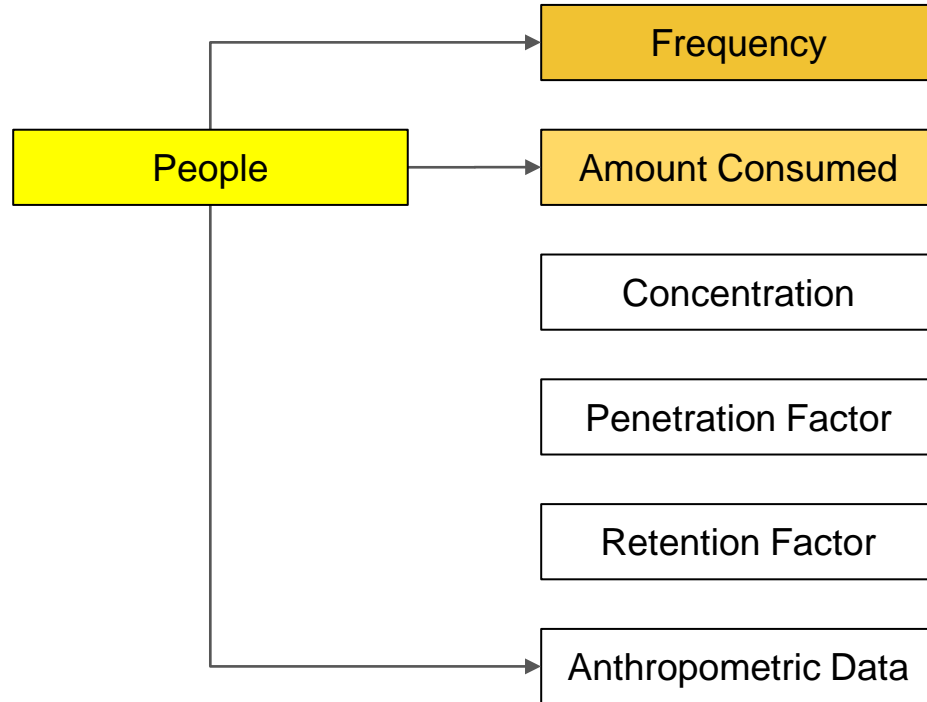 Frequency
People
Amount Consumed
Concentration
Penetration Factor
Retention Factor
Anthropometric Data